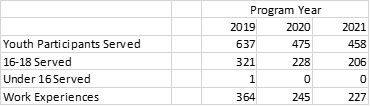 Program Year
2019 2020 2021
Youth Participants Served 637 475 458
16-18 Served 321 228 206
Under 16 Served 1 0 0
Work Experiences 364 245 227